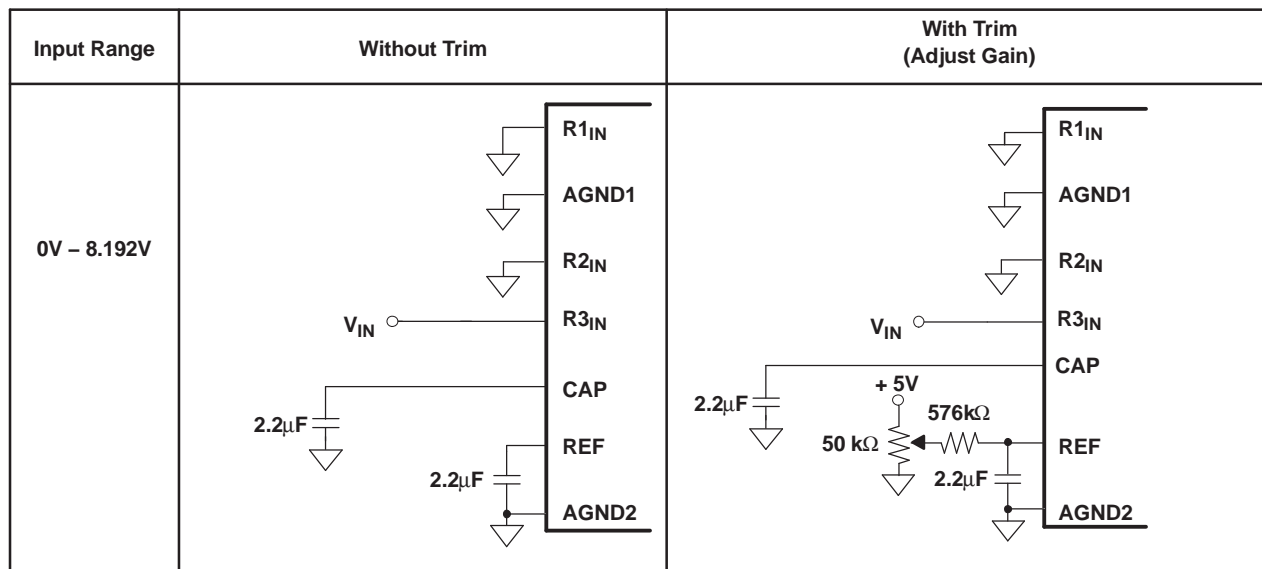 Input Range
Without Trim
With Trim
(Adjust Gain)
0V – 8.192V
R1IN
AGND1
R2IN
VIN
R3IN
CAP
2.2μF
REF
2.2μF
AGND2
R1IN
AGND1
R2IN
VIN
R3IN
CAP
+ 5V
2.2μF
576kΩ
50 kΩ
REF
2.2μF
AGND2